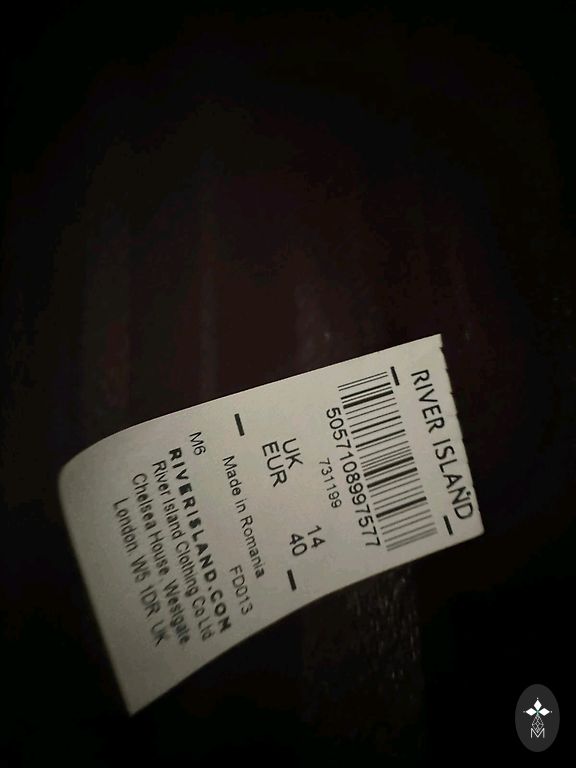 RIVER ISLAND
5057108997577
731199
UK 14
EUR 40
Made in Romania FD013
M6
RIVERISLAND.COM
River Island Clothing Co Ltd
Chelsea House, Westgate
London, W5 1DR UK
M